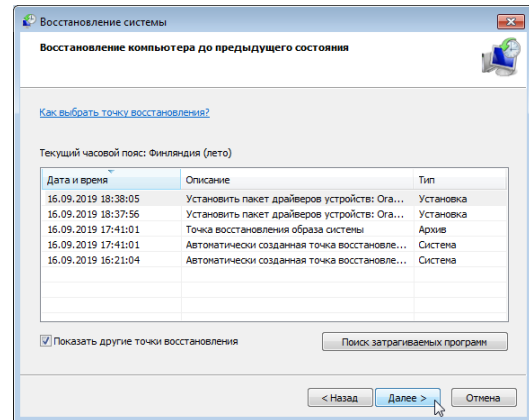 Восстановление системы
Восстановление компьютера до предыдущего состояния
Как выбрать точку восстановления?
Текущий часовой пояс: Финляндия (лето)
Дата и время Описание Тип
16.09.2019 18:38:05 Установить пакет драйверов устройств: Ora... Установка
16.09.2019 18:37:56 Установить пакет драйверов устройств: Ora... Установка
16.09.2019 17:41:01 Точка восстановления образа системы Архив
16.09.2019 17:41:01 Автоматически созданная точка восстановле... Система
16.09.2019 16:21:04 Автоматически созданная точка восстановле... Система
Показать другие точки восстановления Поиск затрагиваемых программ
< Назад Далее > Отмена